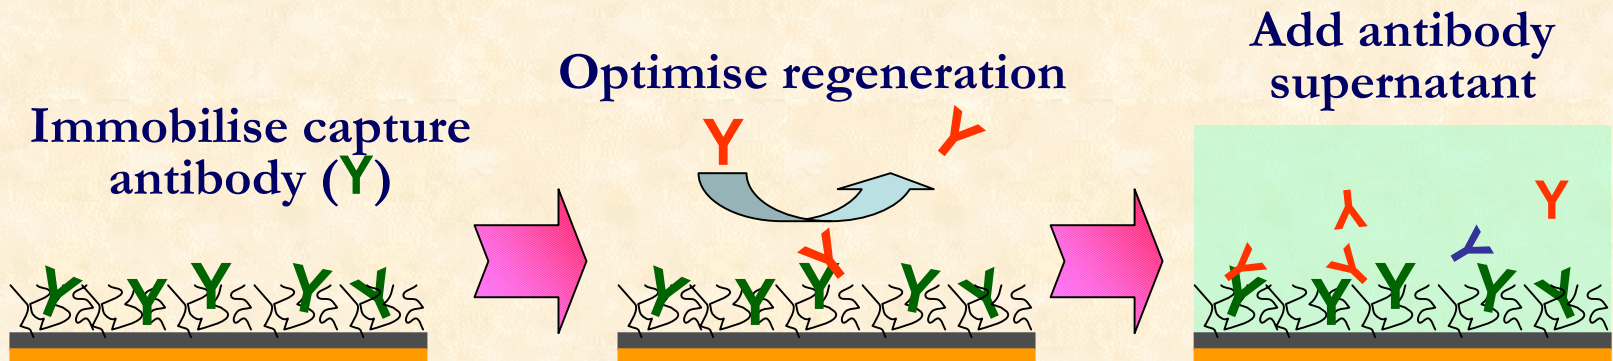 Immobilise capture
antibody (Y)
Optimise regeneration
Add antibody
supernatant